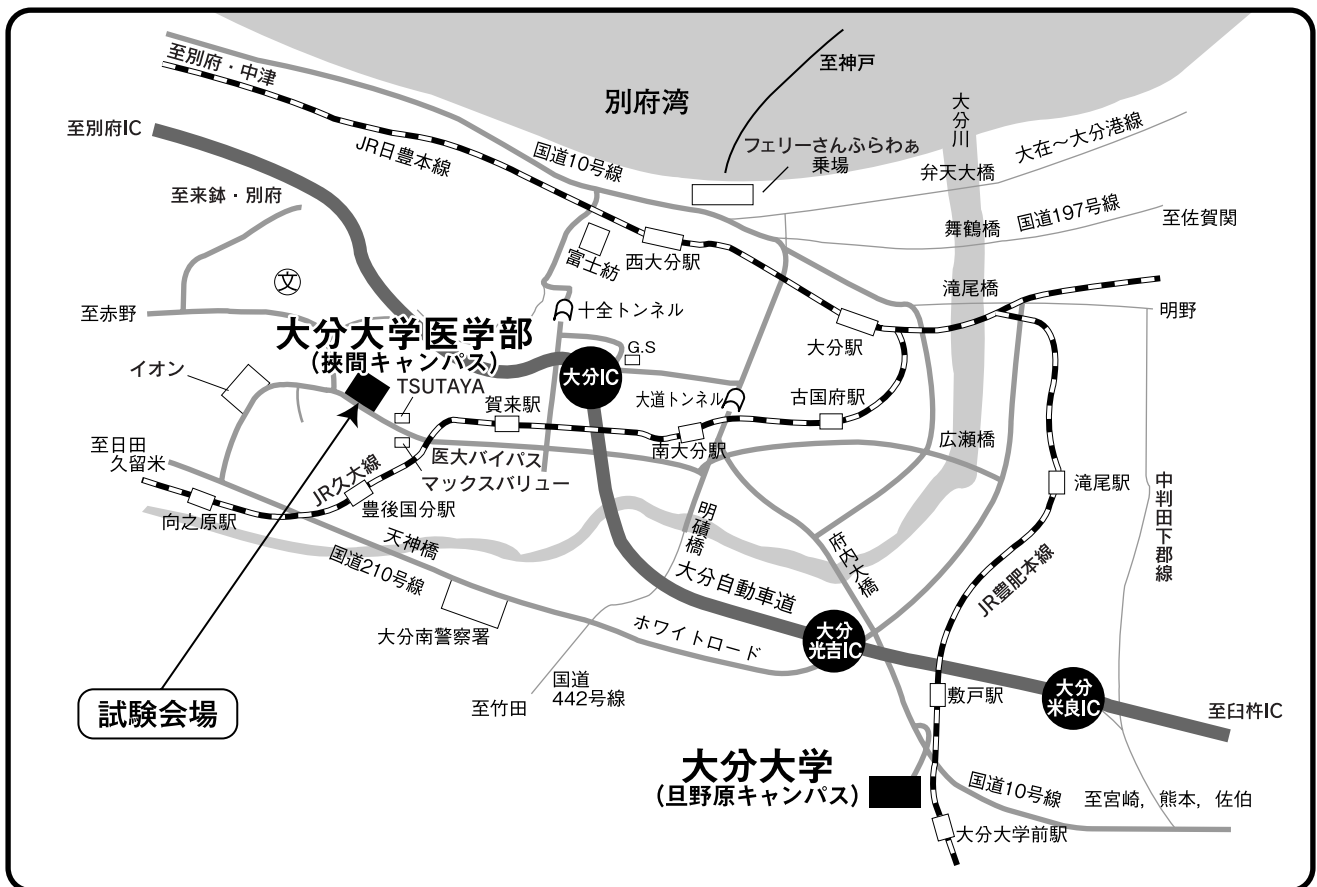 至別府・中津
至神戸
別府湾
大分川
至別府IC
JR日豊本線
国道10号線
フェリーさんふらわぁ
乗場
大在～大分港線
弁天大橋
至来鉢・別府
舞鶴橋
国道197号線
至佐賀関
富士紡
西大分駅
文
滝尾橋
至赤野
十全トンネル
明野
大分大学医学部
(挾間キャンパス)
大分駅
G.S
イオン
大分IC
TSUTAYA
大道トンネル
賀来駅
古国府駅
至日田
久留米
医大バイパス
南大分駅
広瀬橋
JR久大線
マックスバリュー
滝尾駅
豊後国分駅
向之原駅
明磧橋
中判田下郡線
天神橋
府内大橋
国道210号線
大分自動車道
JR豊肥本線
大分南警察署
ホワイトロード
大分
光吉IC
国道
442号線
至竹田
敷戸駅
大分
米良IC
至臼杵IC
試験会場
大分大学
(旦野原キャンパス)
国道10号線
至宮崎，熊本，佐伯
大分大学前駅